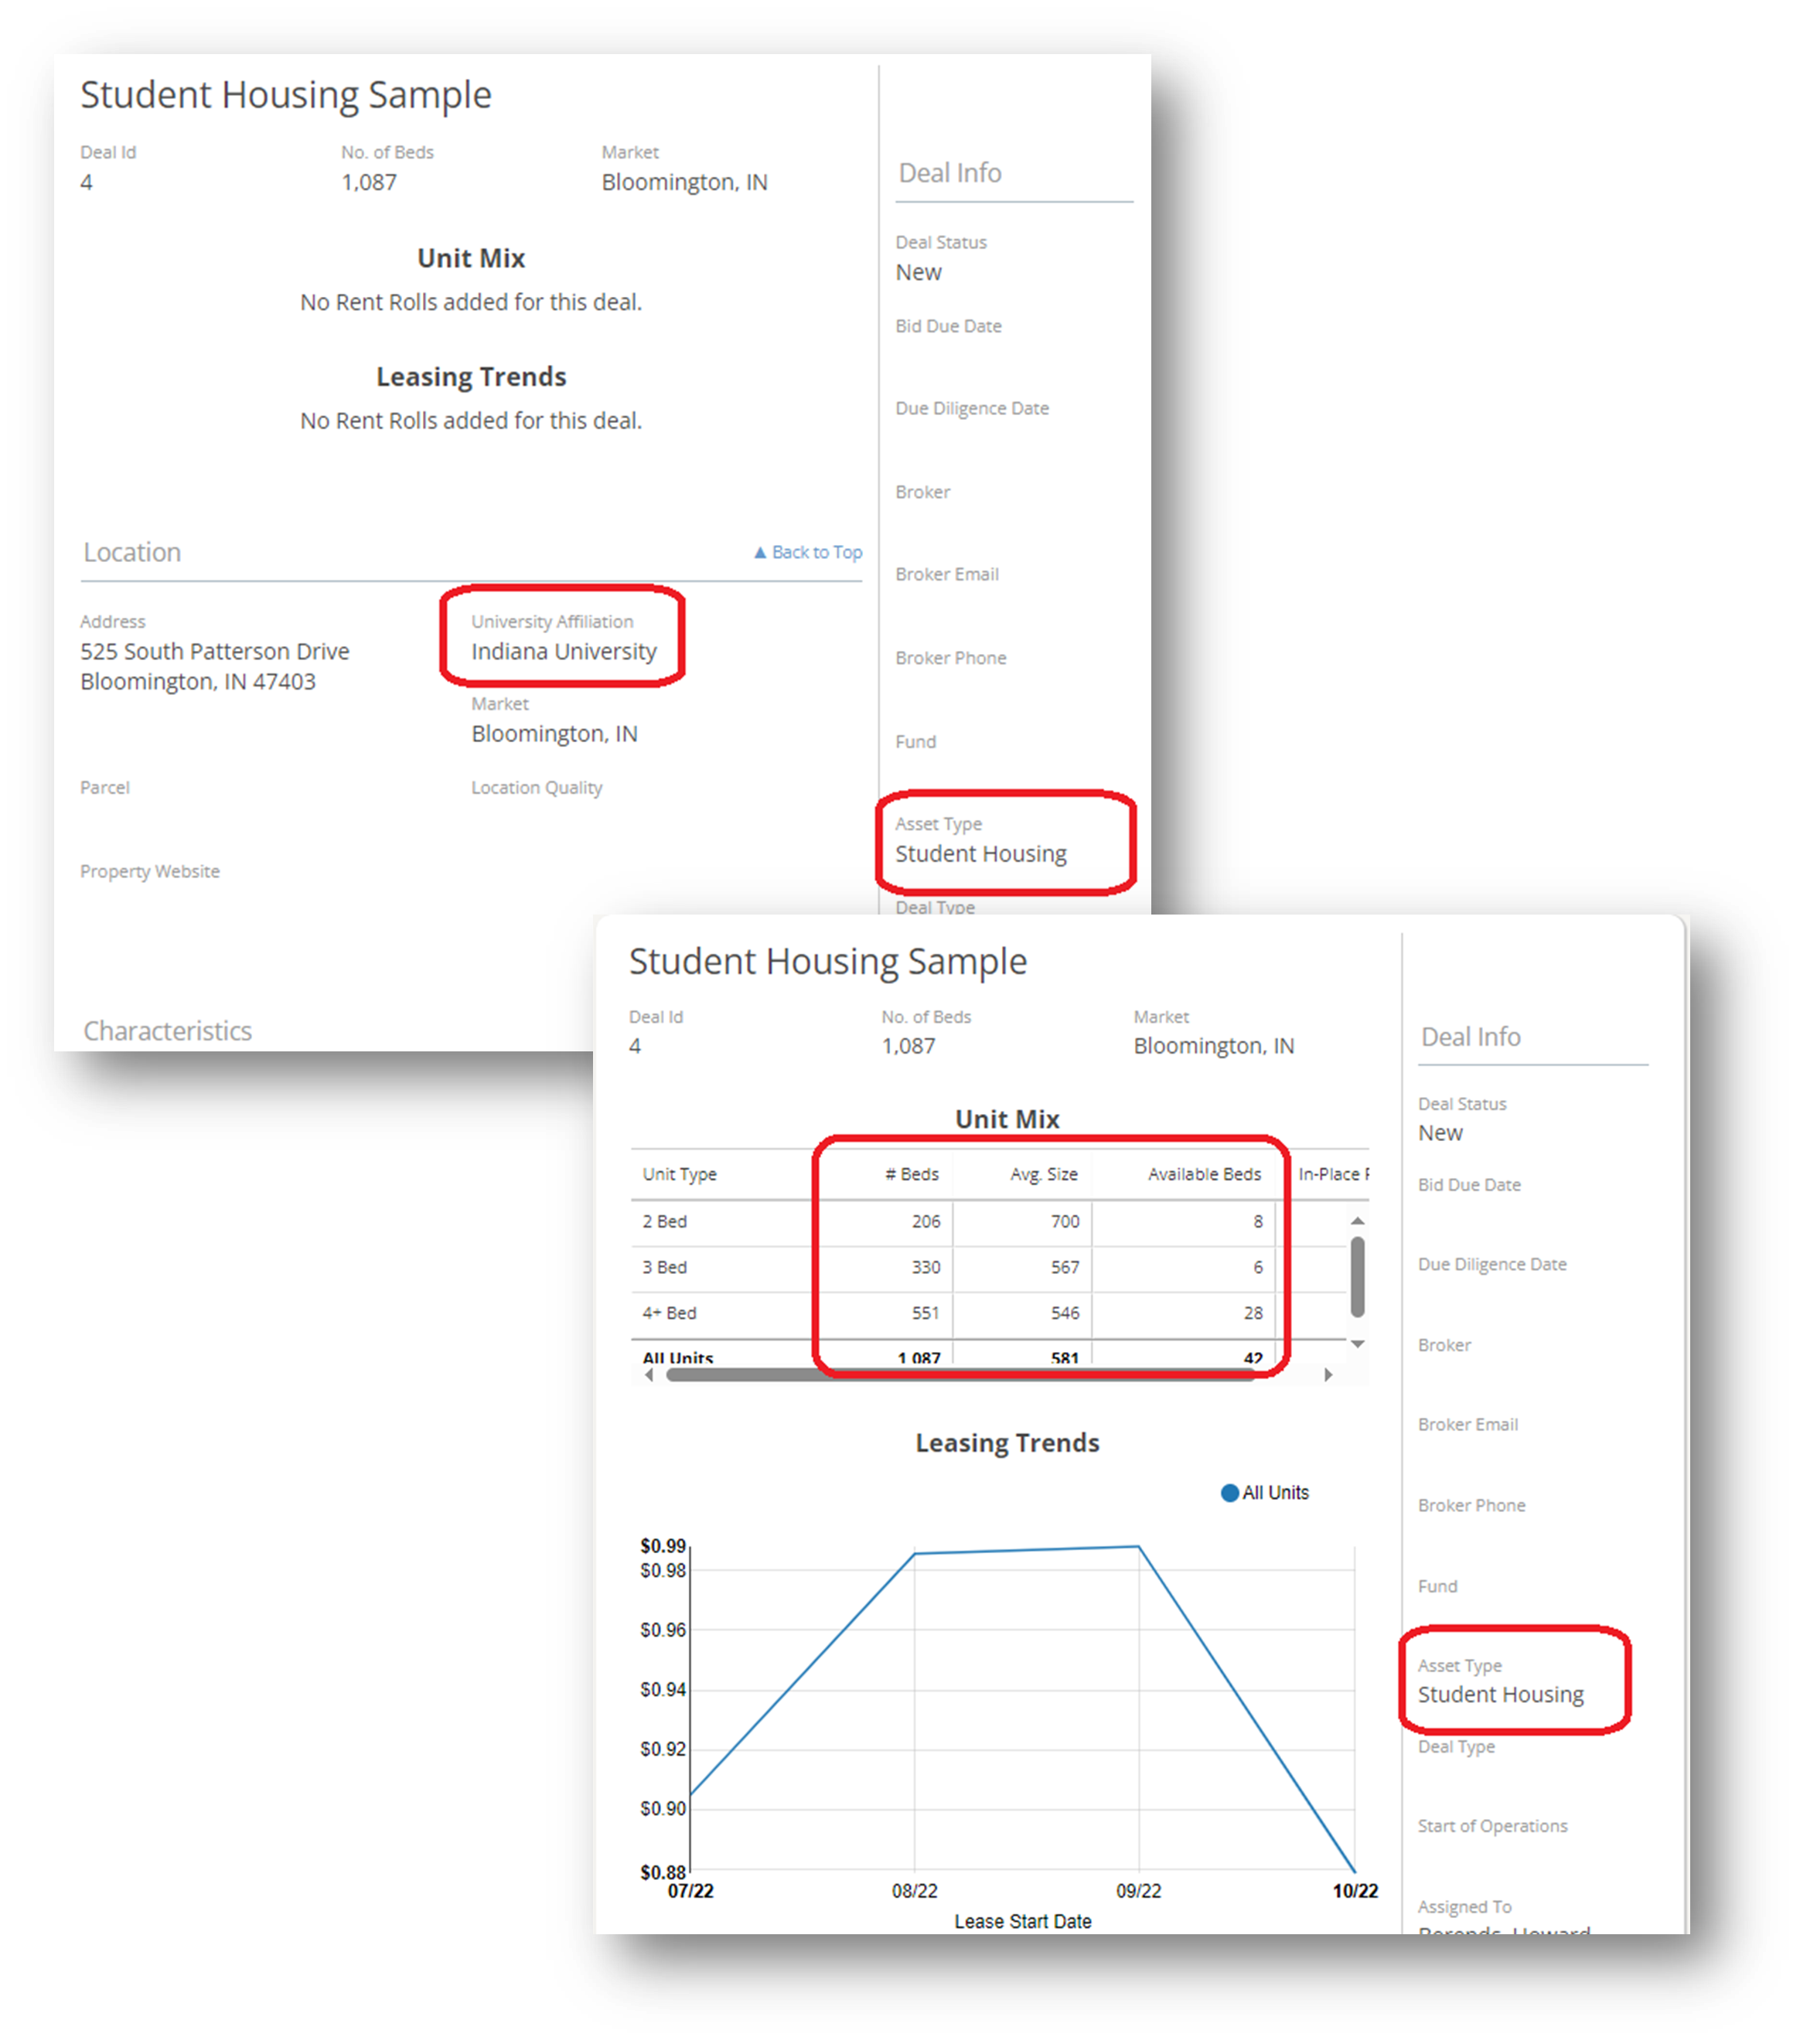 Student Housing Sample
Deal Id No. of Beds Market
4 1,087 Bloomington, IN
Unit Mix
No Rent Rolls added for this deal.
Leasing Trends
No Rent Rolls added for this deal.
Location ▲ Back to Top
Address University Affiliation
525 South Patterson Drive Indiana University
Bloomington, IN 47403
Market
Bloomington, IN
Parcel Location Quality
Property Website
Characteristics
Deal Info
Deal Status
New
Bid Due Date
Due Diligence Date
Broker
Broker Email
Broker Phone
Fund
Asset Type
Student Housing
Deal Type
Student Housing Sample
Deal Id No. of Beds Market
4 1,087 Bloomington, IN
Unit Mix
Unit Type # Beds Avg. Size Available Beds In-Place
2 Bed 206 700 8
3 Bed 330 567 6
4+ Bed 551 546 28
All Units 1,087 581 42
Leasing Trends
All Units
$0.99
$0.98
$0.96
$0.94
$0.92
$0.90
$0.88
07/22 08/22 09/22 10/22
Lease Start Date
Deal Info
Deal Status
New
Bid Due Date
Due Diligence Date
Broker
Broker Email
Broker Phone
Fund
Asset Type
Student Housing
Deal Type
Start of Operations
Assigned To